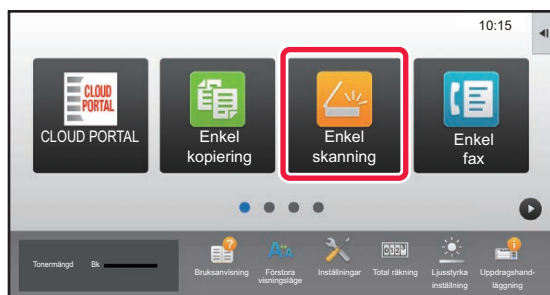 10:15
CLOUD
PORTAL
CLOUD PORTAL
Enkel
kopiering
Enkel
skanning
Enkel
fax
Tonermängd Bk
Bruksanvisning
Förstora
visningsläge
Inställningar
Total räkning
Ljusstyrka
inställning
Uppdragshand-
läggning